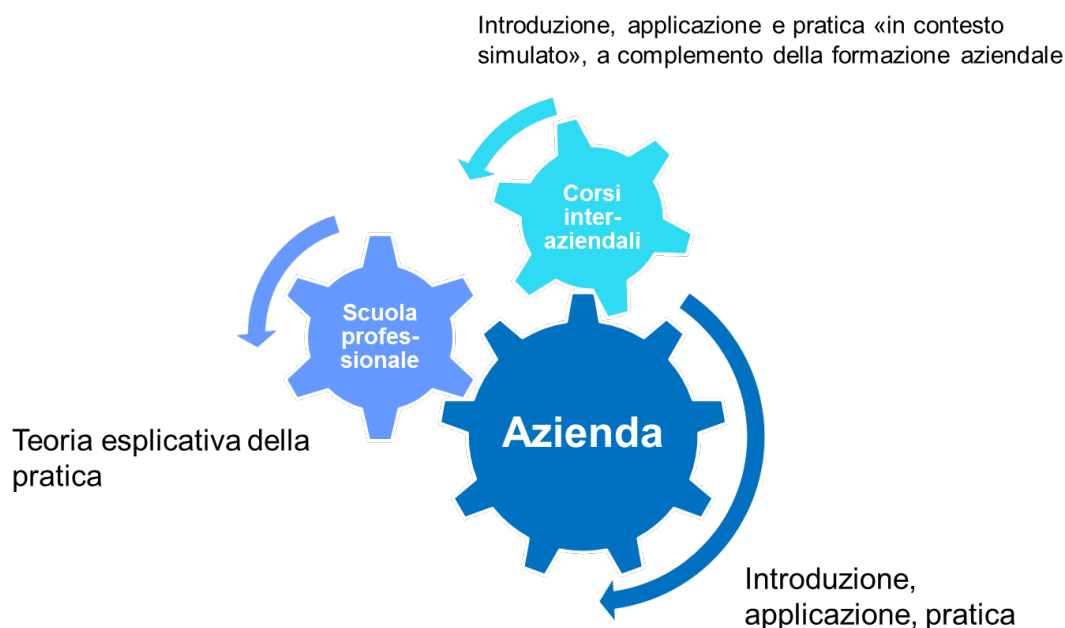 Introduzione, applicazione e pratica «in contesto
simulato», a complemento della formazione aziendale
Corsi
inter-
aziendali
Scuola
profes-
sionale
Azienda
Teoria esplicativa della
pratica
Introduzione,
applicazione, pratica